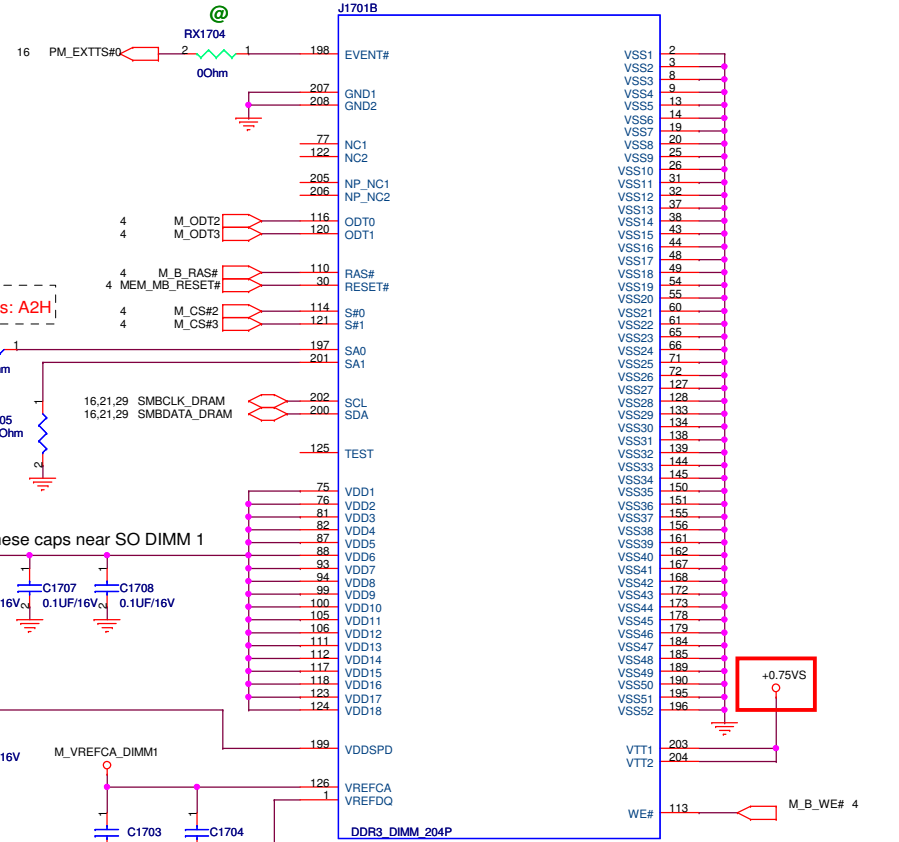 @
J1701B
RX1704
16 PM_EXTTS#0 2 1 198 EVENT#
0Ohm
207 GND1
208 GND2
77 NC1
122 NC2
205 NP_NC1
206 NP_NC2
4 M_ODT2 116 ODT0
4 M_ODT3 120 ODT1
4 M_B_RAS# 110 RAS#
4 MEM_MB_RESET# 30 RESET#
s: A2H
4 M_CS#2 114 S#0
4 M_CS#3 121 S#1
1 197 SA0
201 SA1
m
1
05
Ohm
2
16,21,29 SMBCLK_DRAM 202 SCL
16,21,29 SMBDATA_DRAM 200 SDA
125 TEST
75 VDD1
76 VDD2
81 VDD3
82 VDD4
87 VDD5
88 VDD6
93 VDD7
94 VDD8
99 VDD9
100 VDD10
105 VDD11
106 VDD12
111 VDD13
112 VDD14
117 VDD15
118 VDD16
123 VDD17
124 VDD18
ese caps near SO DIMM 1
1 C1707 1 C1708
16V 2 0.1UF/16V 2 0.1UF/16V
199 VDDSPD
16V
M_VREFCA_DIMM1
126 VREFCA
1 VREFDQ
1 C1703 1 C1704
DDR3_DIMM_204P
VSS1 2
VSS2 3
VSS3 8
VSS4 9
VSS5 13
VSS6 14
VSS7 19
VSS8 20
VSS9 25
VSS10 26
VSS11 31
VSS12 32
VSS13 37
VSS14 38
VSS15 43
VSS16 44
VSS17 48
VSS18 49
VSS19 54
VSS20 55
VSS21 60
VSS22 61
VSS23 65
VSS24 66
VSS25 71
VSS26 72
VSS27 127
VSS28 128
VSS29 133
VSS30 134
VSS31 138
VSS32 139
VSS33 144
VSS34 145
VSS35 150
VSS36 151
VSS37 155
VSS38 156
VSS39 161
VSS40 162
VSS41 167
VSS42 168
VSS43 172
VSS44 173
VSS45 178
VSS46 179
VSS47 184
VSS48 185
VSS49 189
VSS50 190
VSS51 195
VSS52 196
+0.75VS
VTT1 203
VTT2 204
WE# 113 M_B_WE# 4